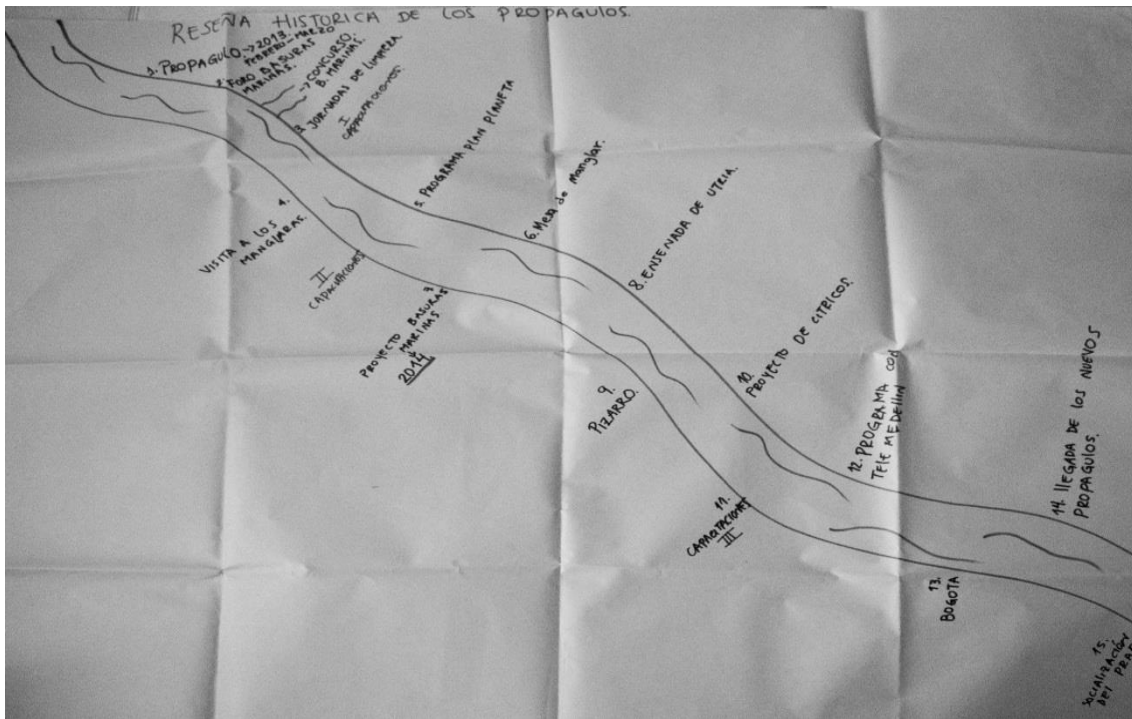 RESEÑA HISTORICA DE LOS PROPAGULOS.
1. PROPAGULO → 2013.
FEBRERO-MARZO
2. FORO BASURAS
MARINAS.
→ CONCURSO
B. MARINAS.
3. JORNADAS DE LIMPIEZA
I
CAPACITACIONES.
4.
VISITA A LOS
MANGLARES.
5. PROGRAMA PLAN PLANETA
II
CAPACITACIONES
6. Mesa de Manglar.
7
PROYECTO BASURAS
MARINAS
2014
8. ENSENADA DE UTRIA.
9.
PIZARRO.
10.
PROYECTO DE CITRICOS.
11.
CAPACITACIONES
III
12. PROGRAMA CON
TELE MEDELLIN
13.
BOGOTA
14. llEGADA DE LOS NUEVOS
PROPAGULOS.
15.
SOCIALIZACIÓN
DEl